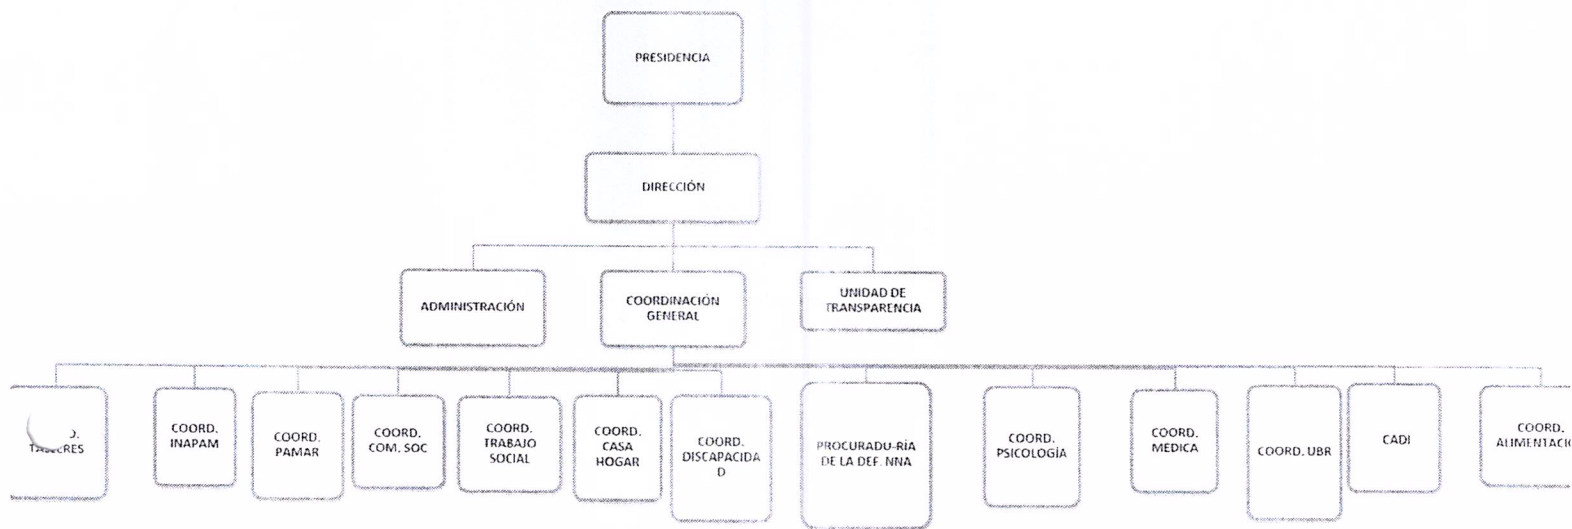 PRESIDENCIA
DIRECCIÓN
ADMINISTRACIÓN
COORDINACIÓN
GENERAL
UNIDAD DE
TRANSPARENCIA
COORD.
INAPAM
COORD.
PAMAR
COORD.
COM. SOC
COORD.
TRABAJO
SOCIAL
COORD.
CASA
HOGAR
COORD.
DISCAPACIDA
D
PROCURADU-RÍA
DE LA DEF. NNA
COORD.
PSICOLOGÍA
COORD.
MEDICA
COORD. UBR
CADI
COORD.
ALIMENTACIO